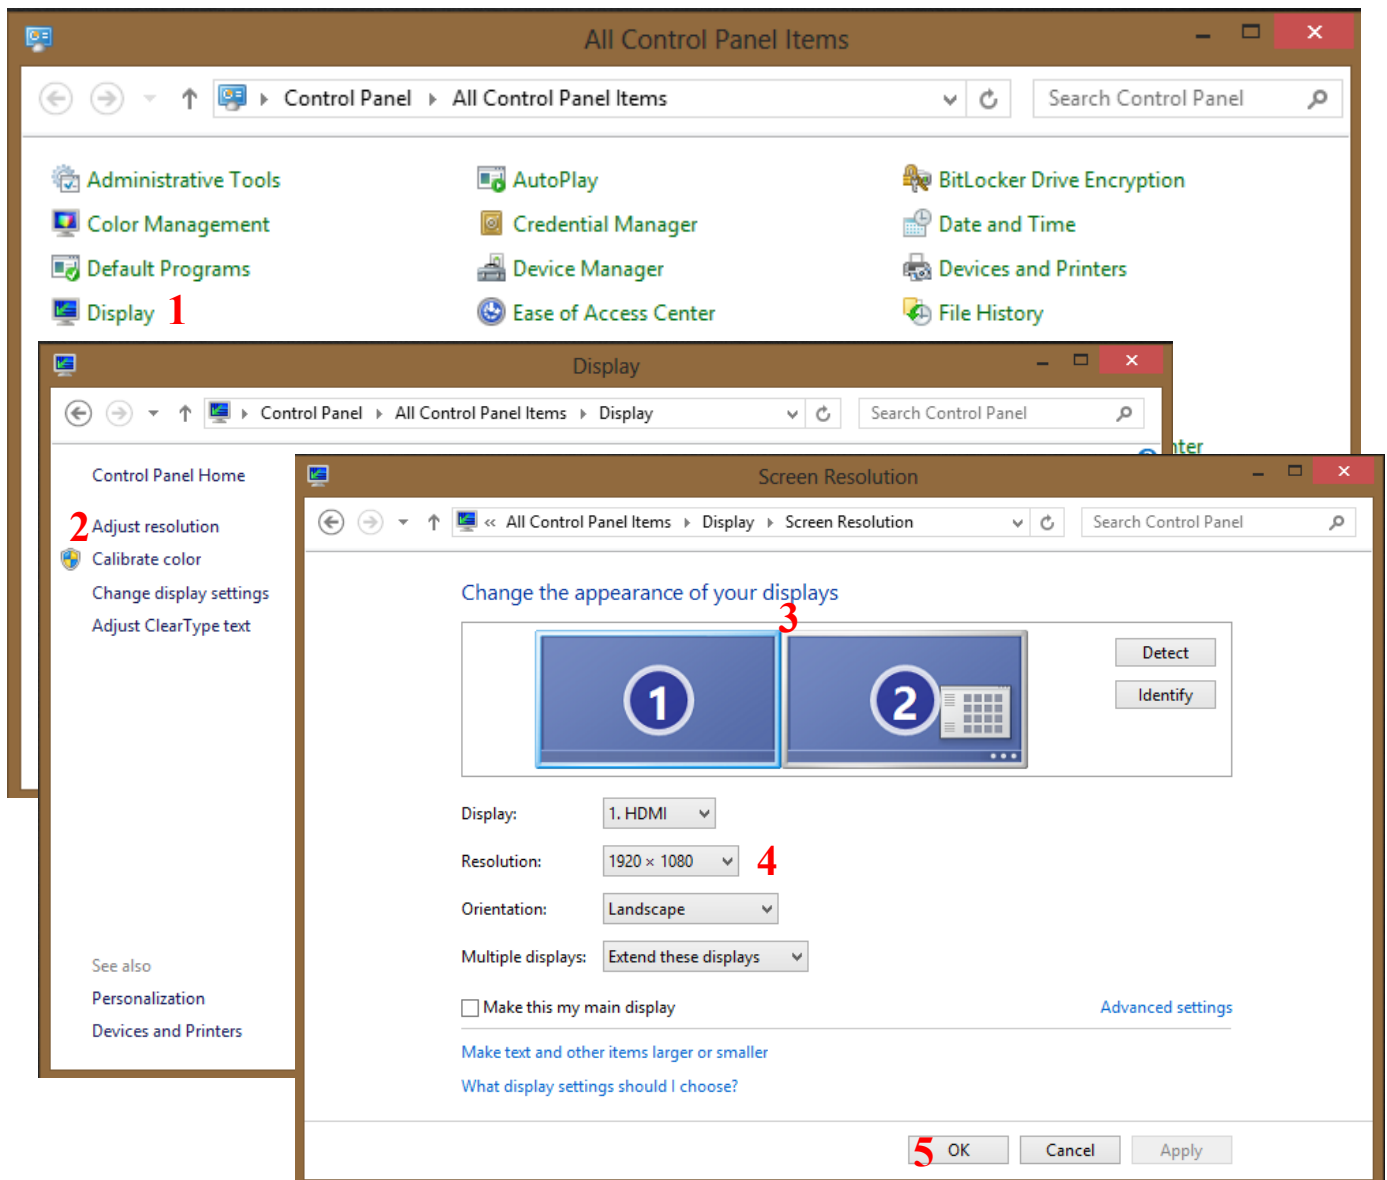 All Control Panel Items
Control Panel All Control Panel Items Search Control Panel
Administrative Tools AutoPlay BitLocker Drive Encryption
Color Management Credential Manager Date and Time
Default Programs Device Manager Devices and Printers
Display 1 Ease of Access Center File History
Display
Control Panel All Control Panel Items Display Search Control Panel
nter
Control Panel Home
2 Adjust resolution
Calibrate color
Change display settings
Adjust ClearType text
See also
Personalization
Devices and Printers
Screen Resolution
« All Control Panel Items Display Screen Resolution Search Control Panel
Change the appearance of your displays
3
1 2
Detect
Identify
Display: 1. HDMI
Resolution: 1920 × 1080 4
Orientation: Landscape
Multiple displays: Extend these displays
Make this my main display Advanced settings
Make text and other items larger or smaller
What display settings should I choose?
5 OK Cancel Apply